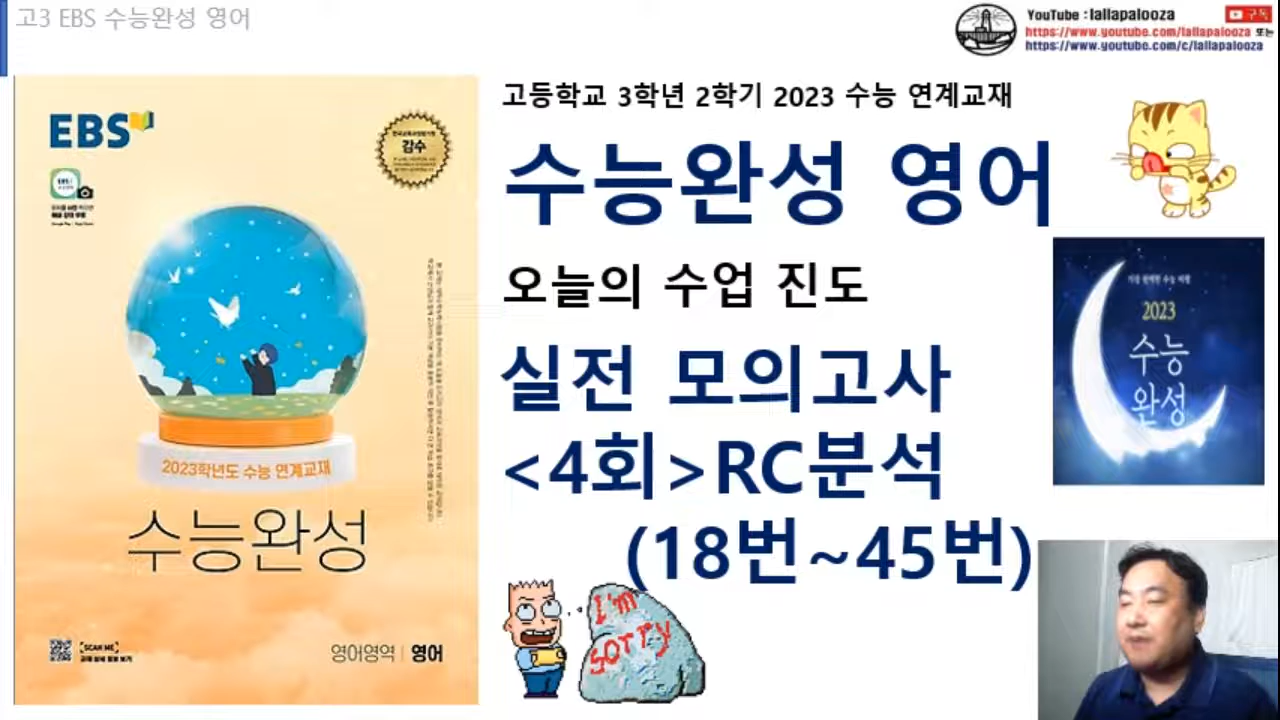 고3 EBS 수능완성 영어
YouTube : lallapalooza
구독
https://www.youtube.com/lallapalooza 또는
https://www.youtube.com/c/lallapalooza
EBS
감수
2023학년도 수능 연계교재
수능완성
SCAN ME
영어영역 | 영어
고등학교 3학년 2학기 2023 수능 연계교재
수능완성 영어
오늘의 수업 진도
실전 모의고사
<4회>RC분석
(18번~45번)
I'm
sorry
2023
수능
완성